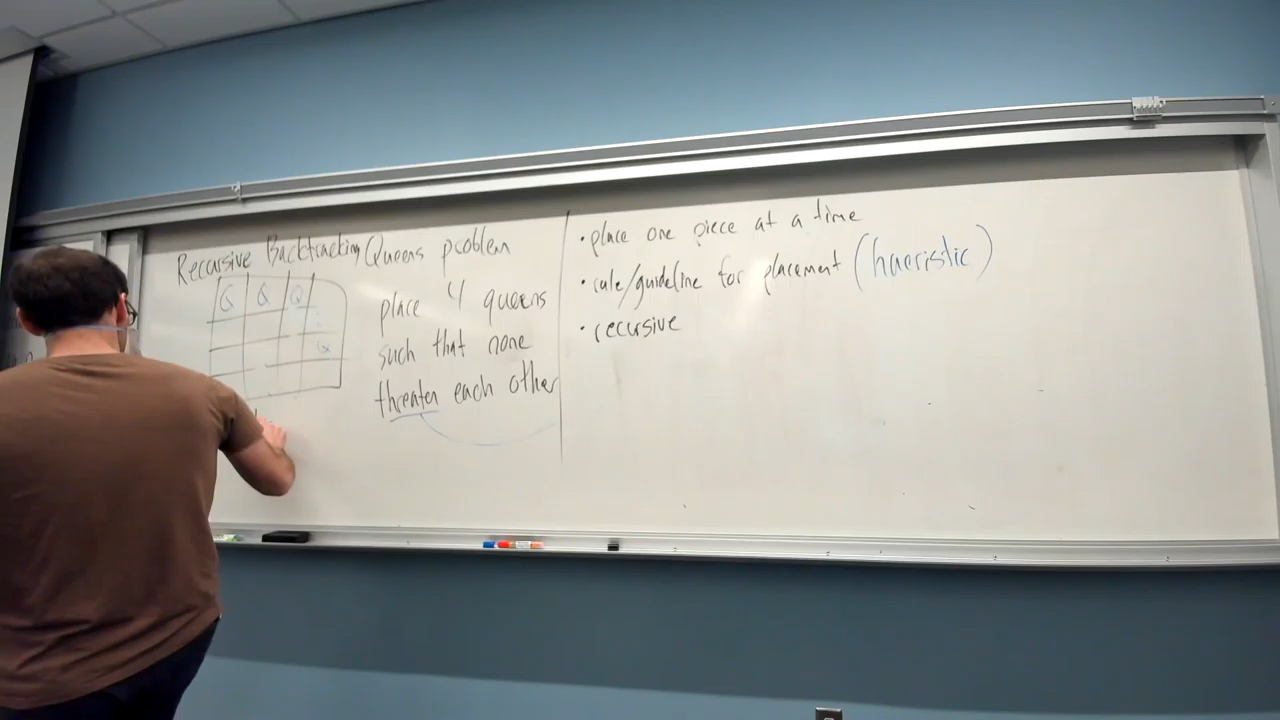 Recursive Backtracking Queens problem
Q Q Q
Q
place 4 queens
such that none
threaten each other
• place one piece at a time
• rule/guideline for placement (haeristic)
• recursive